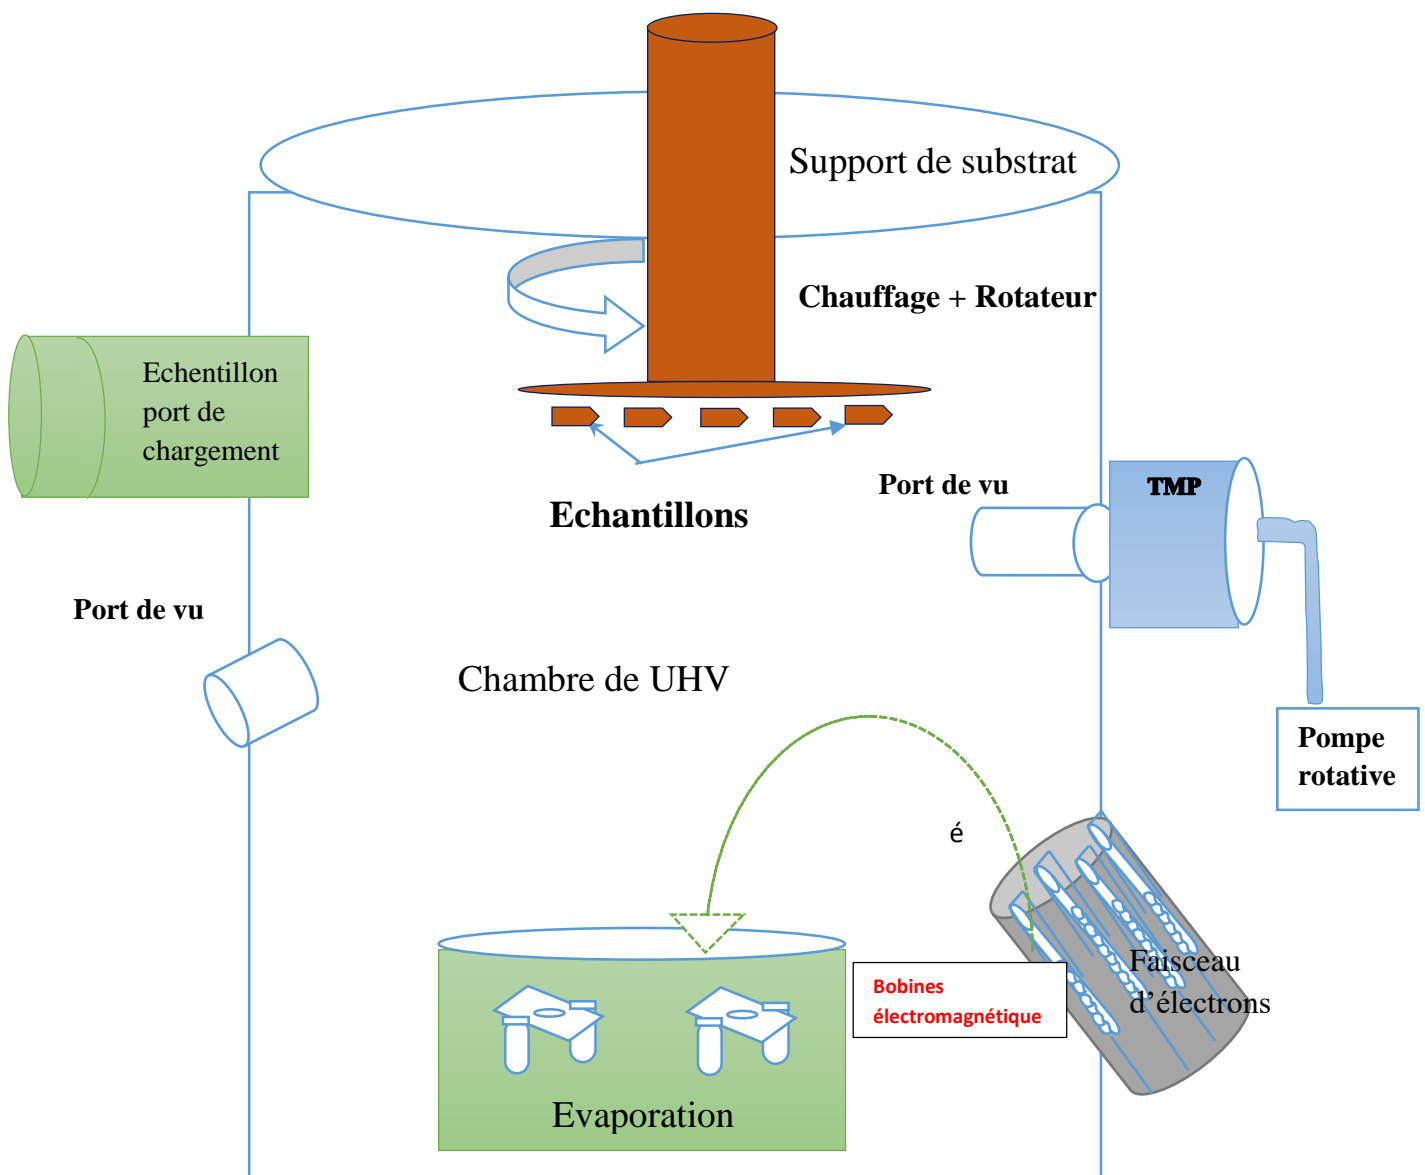 Support de substrat
Chauffage + Rotateur
Echentillon
port de
chargement
Echantillons
Port de vu
TMP
Port de vu
Chambre de UHV
Pompe
rotative
é
Faisceau
d’électrons
Bobines
électromagnétique
Evaporation